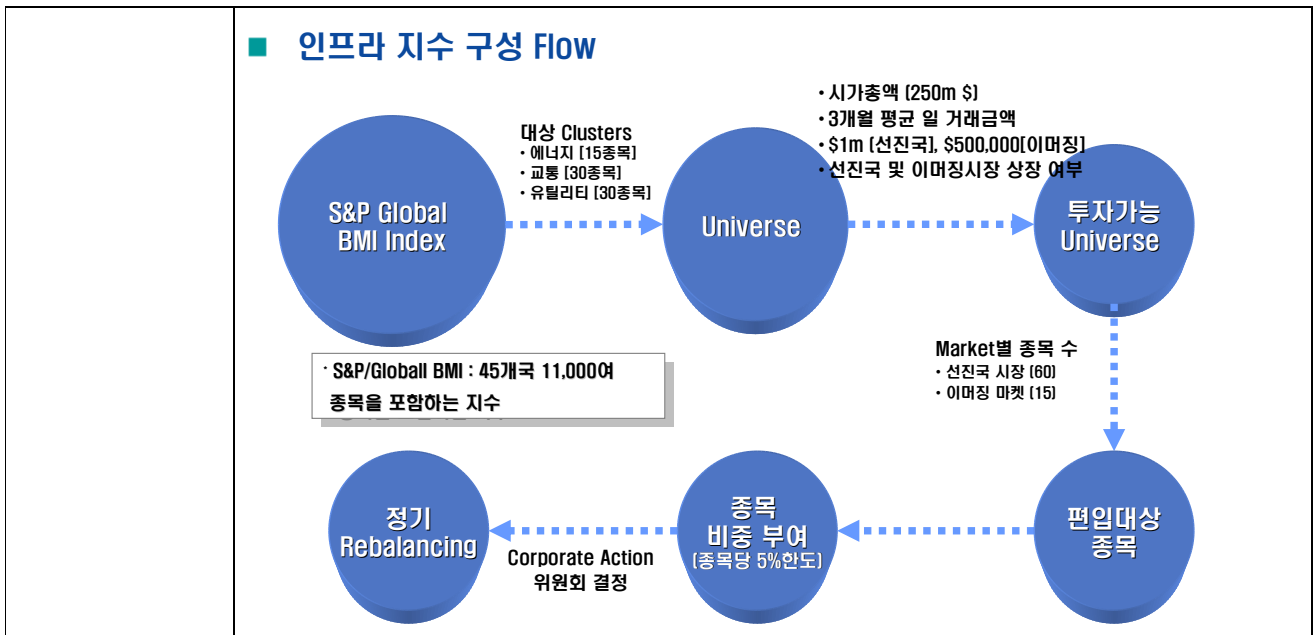 ■ 인프라 지수 구성 Flow
대상 Clusters
• 에너지 [15종목]
• 교통 [30종목]
• 유틸리티 [30종목]
• 시가총액 [250m $]
• 3개월 평균 일 거래금액
• $1m [선진국], $500,000[이머징]
• 선진국 및 이머징시장 상장 여부
S&P Global
BMI Index
Universe
투자가능
Universe
· S&P/Globall BMI : 45개국 11,000여
종목을 포함하는 지수
Market별 종목 수
• 선진국 시장 (60)
• 이머징 마켓 (15)
편입대상
종목
종목
비중 부여
[종목당 5%한도]
Corporate Action
위원회 결정
정기
Rebalancing